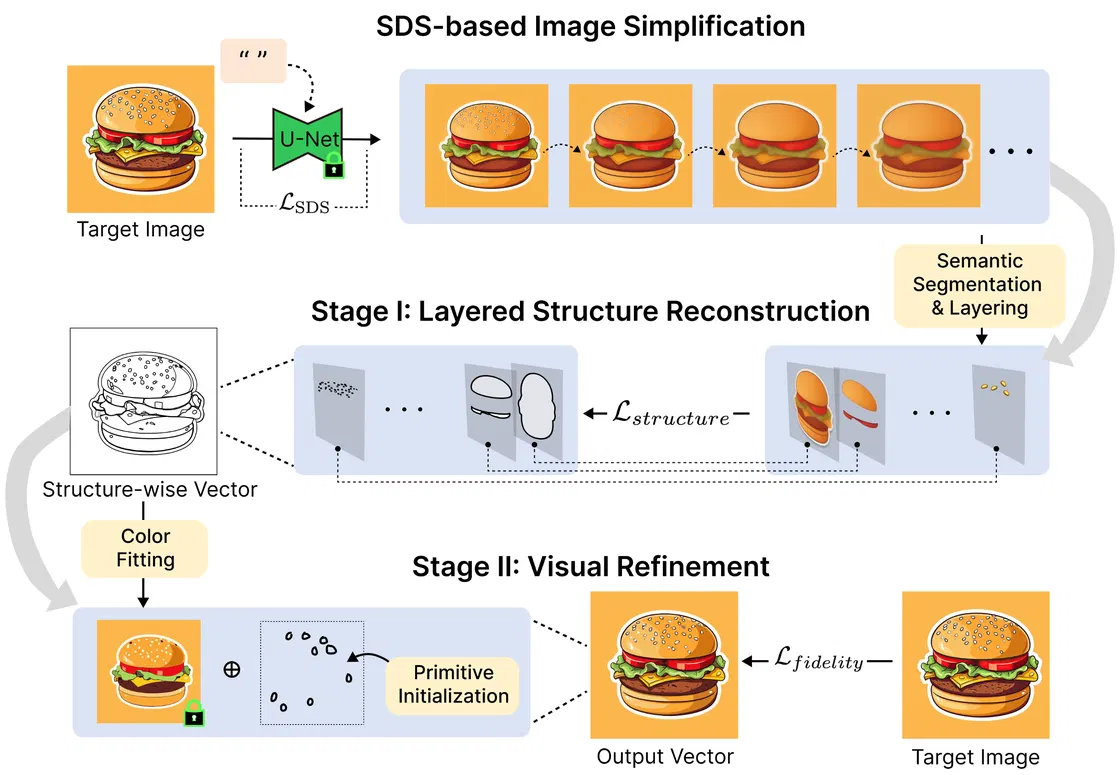 SDS-based Image Simplification
“ ”
U-Net
ℒSDS
Target Image
Semantic
Segmentation
& Layering
Stage I: Layered Structure Reconstruction
ℒstructure
Structure-wise Vector
Color
Fitting
Stage II: Visual Refinement
Primitive
Initialization
ℒfidelity
Output Vector
Target Image